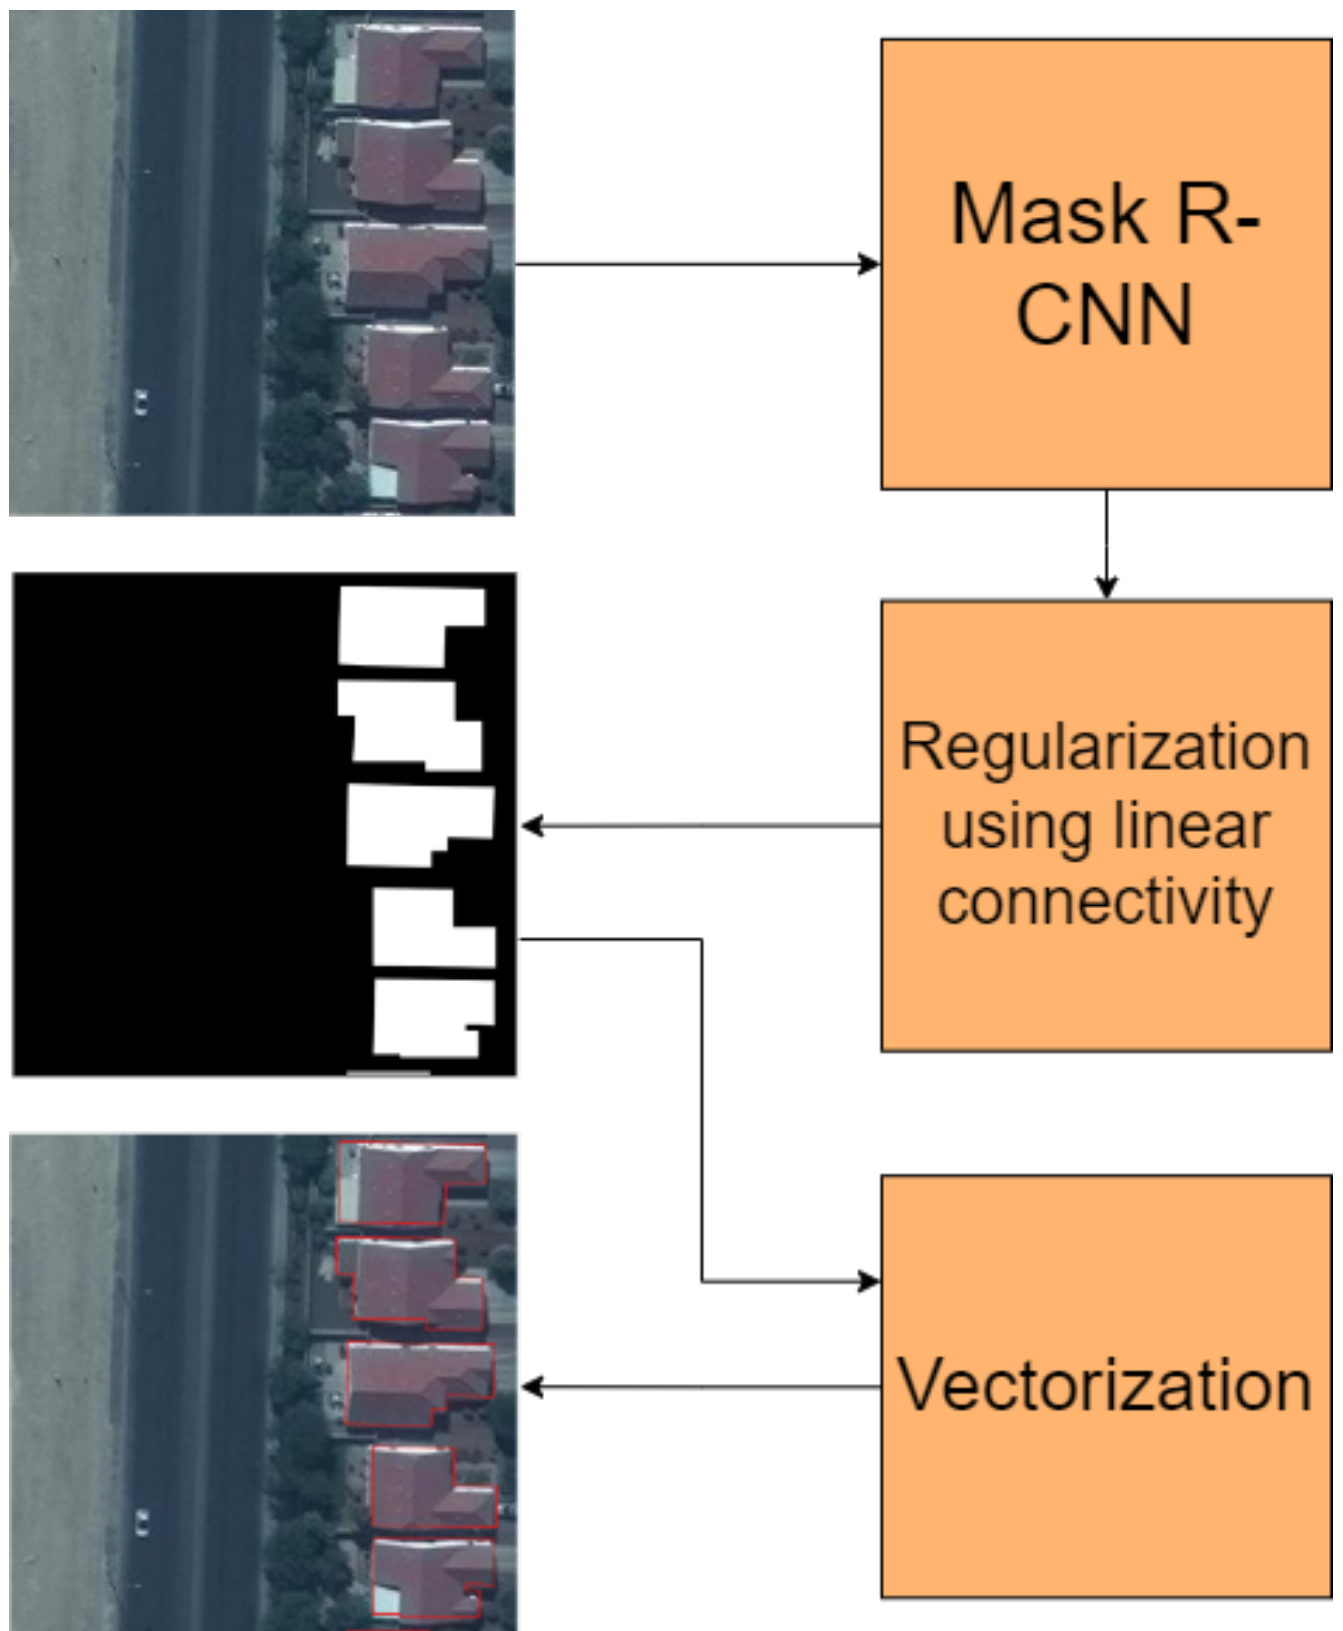 Mask R-
CNN
Regularization
using linear
connectivity
Vectorization